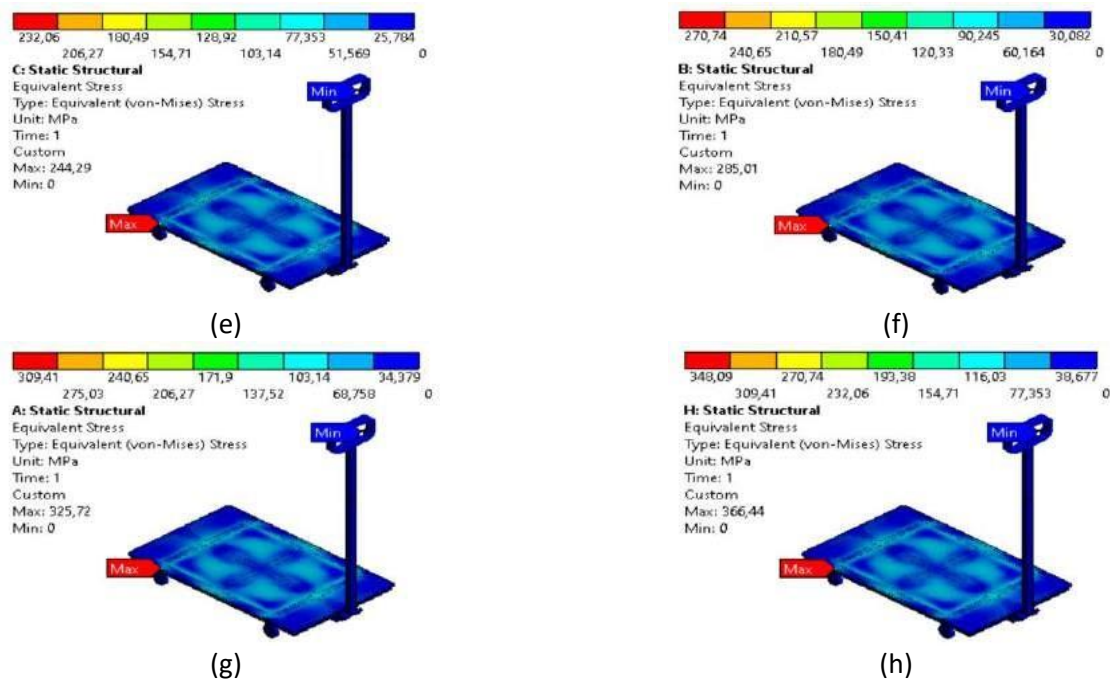 232,06 180,49 128,92 77,353 25,784
206,27 154,71 103,14 51,569 0
C: Static Structural
Equivalent Stress
Type: Equivalent (von-Mises) Stress
Unit: MPa
Time: 1
Custom
Max: 244,29
Min: 0
Min
Max
(e)
270,74 210,57 150,41 90,245 30,082
240,65 180,49 120,33 60,164 0
B: Static Structural
Equivalent Stress
Type: Equivalent (von-Mises) Stress
Unit: MPa
Time: 1
Custom
Max: 285,01
Min: 0
Min
Max
(f)
309,41 240,65 171,9 103,14 34,379
275,03 206,27 137,52 68,758 0
A: Static Structural
Equivalent Stress
Type: Equivalent (von-Mises) Stress
Unit: MPa
Time: 1
Custom
Max: 325,72
Min: 0
Min
Max
(g)
348,09 270,74 193,38 116,03 38,677
309,41 232,06 154,71 77,353 0
H: Static Structural
Equivalent Stress
Type: Equivalent (von-Mises) Stress
Unit: MPa
Time: 1
Custom
Max: 366,44
Min: 0
Min
Max
(h)